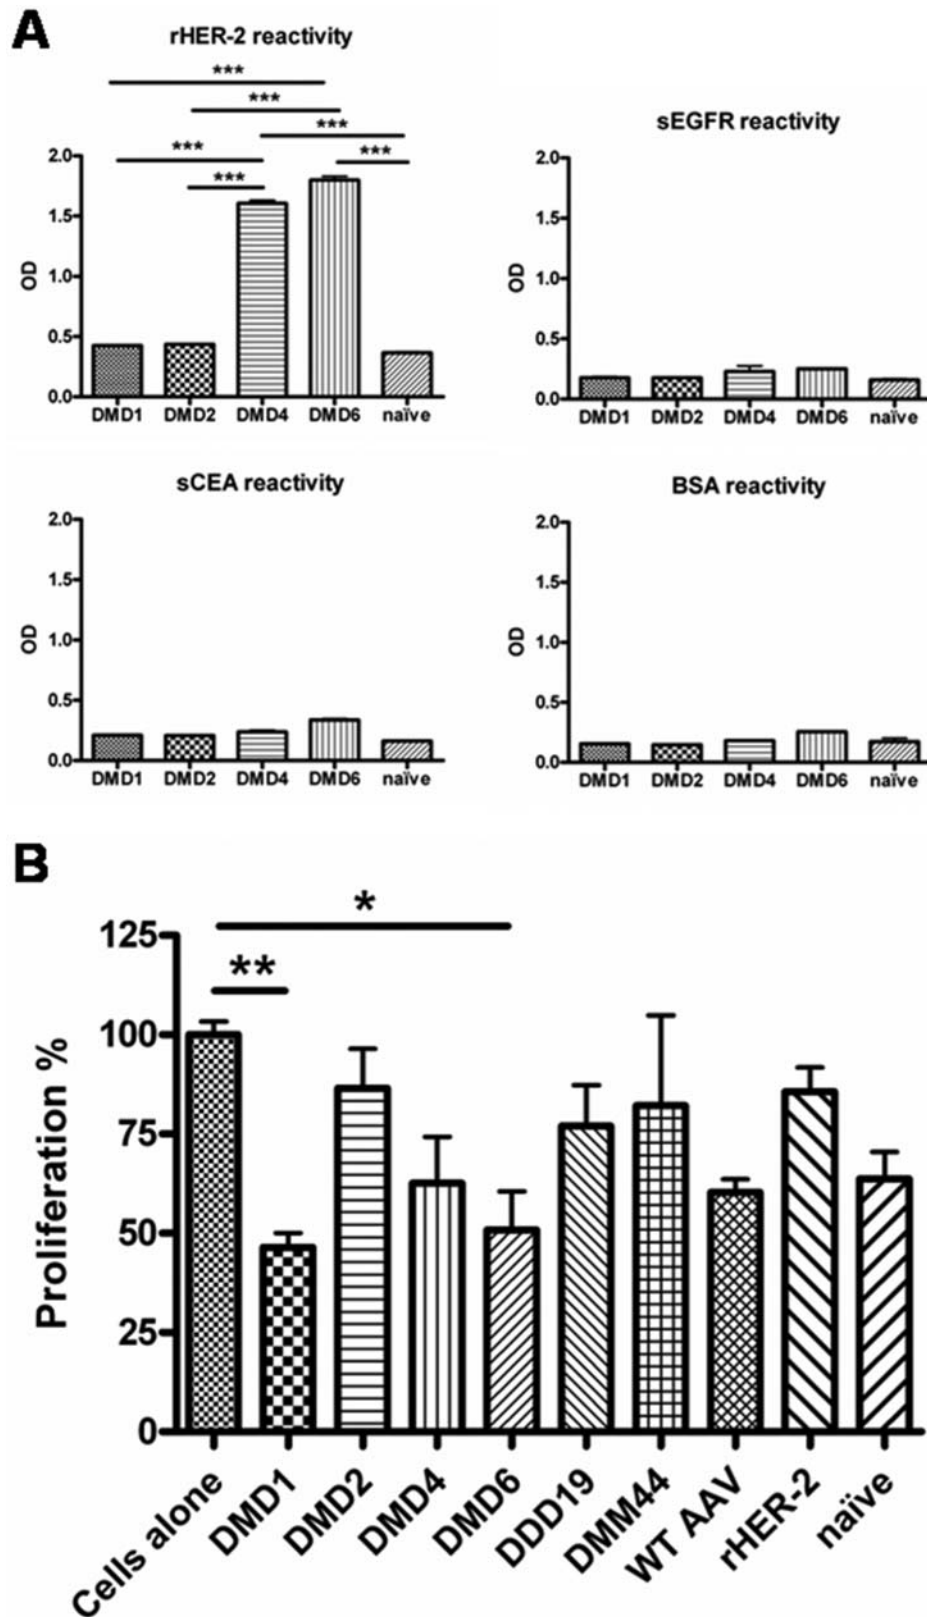 A
rHER-2 reactivity
***
***
***
***
***
***
2.0
1.5
1.0
0.5
0.0
OD
DMD1 DMD2 DMD4 DMD6 naïve
sEGFR reactivity
2.0
1.5
1.0
0.5
0.0
OD
DMD1 DMD2 DMD4 DMD6 naïve
sCEA reactivity
2.0
1.5
1.0
0.5
0.0
OD
DMD1 DMD2 DMD4 DMD6 naïve
BSA reactivity
2.0
1.5
1.0
0.5
0.0
OD
DMD1 DMD2 DMD4 DMD6 naïve
B
*
**
125
100
75
50
25
0
Proliferation %
Cells alone
DMD1
DMD2
DMD4
DMD6
DDD19
DMM44
WT AAV
rHER-2
naïve